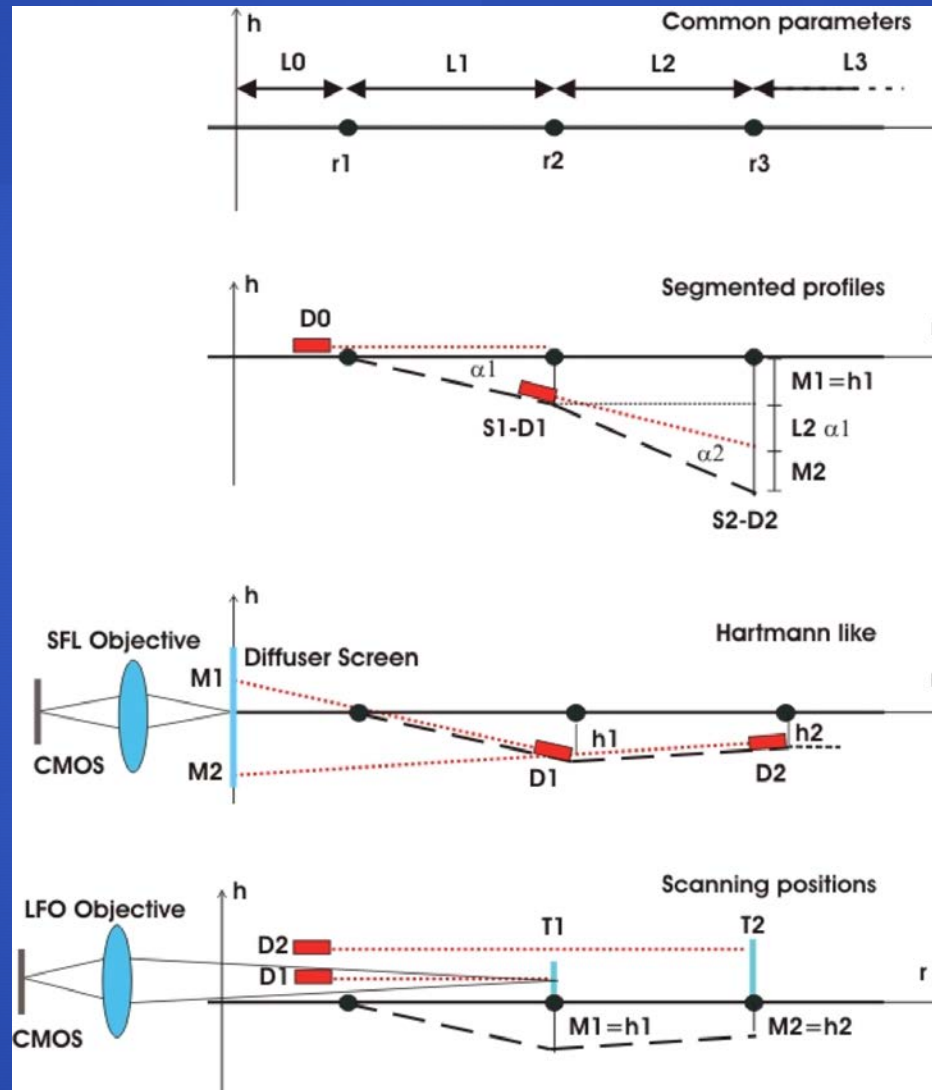 h
Common parameters
L0 L1 L2 L3
r1 r2 r3
h
Segmented profiles
D0
α1
M1=h1
S1-D1
L2 α1
α2
M2
S2-D2
h
SFL Objective
Hartmann like
Diffuser Screen
M1
h1
h2
CMOS
M2
D1
D2
Scanning positions
h
LFO Objective
T1 T2
D2
D1
r
M1=h1 M2=h2
CMOS